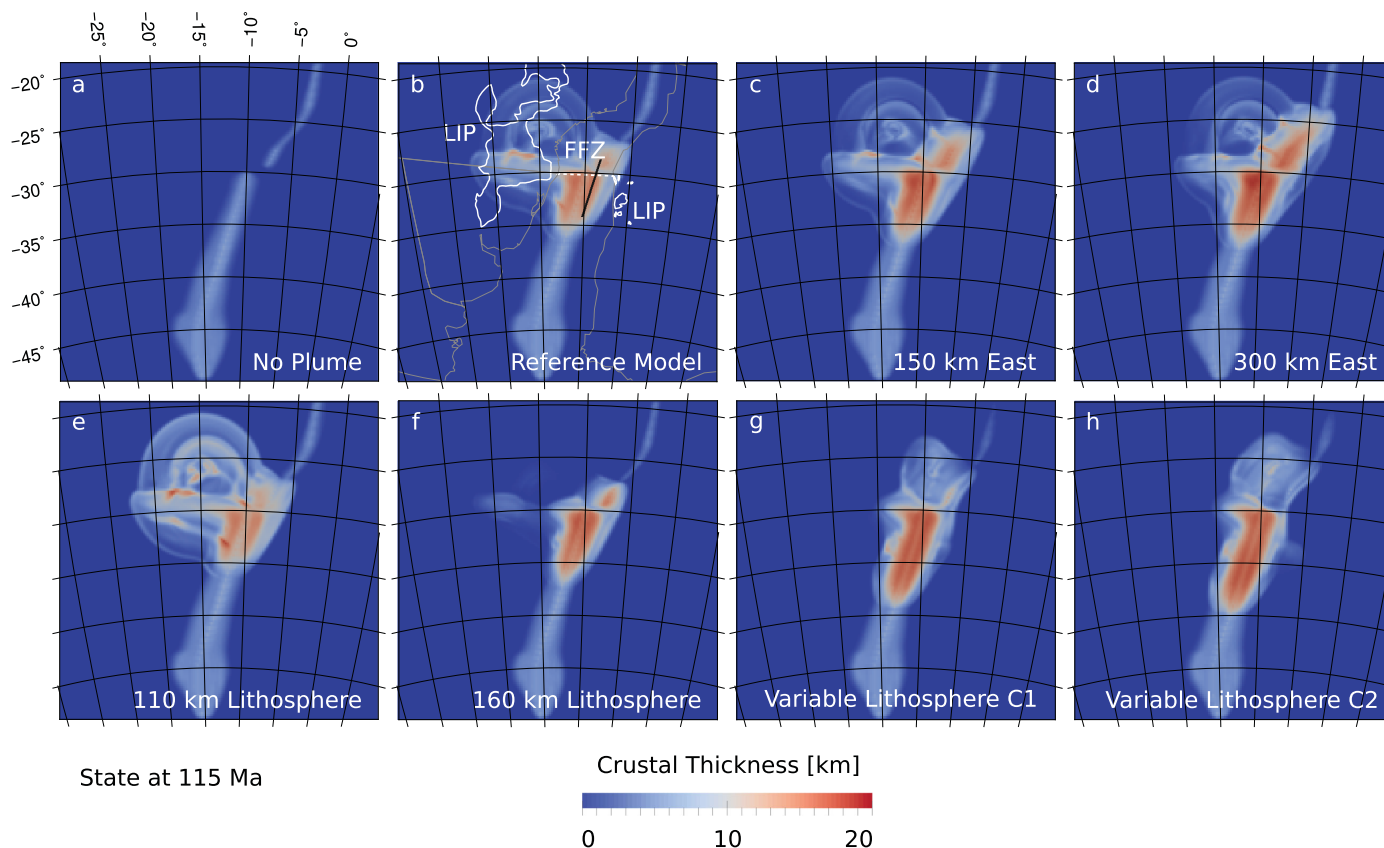 −25° −20° −15° −10° −5° 0°
−20°
−25°
−30°
−35°
−40°
−45°
a
No Plume
b
LIP
FFZ
LIP
Reference Model
c
150 km East
d
300 km East
e
110 km Lithosphere
f
160 km Lithosphere
g
Variable Lithosphere C1
h
Variable Lithosphere C2
State at 115 Ma
Crustal Thickness [km]
0 10 20